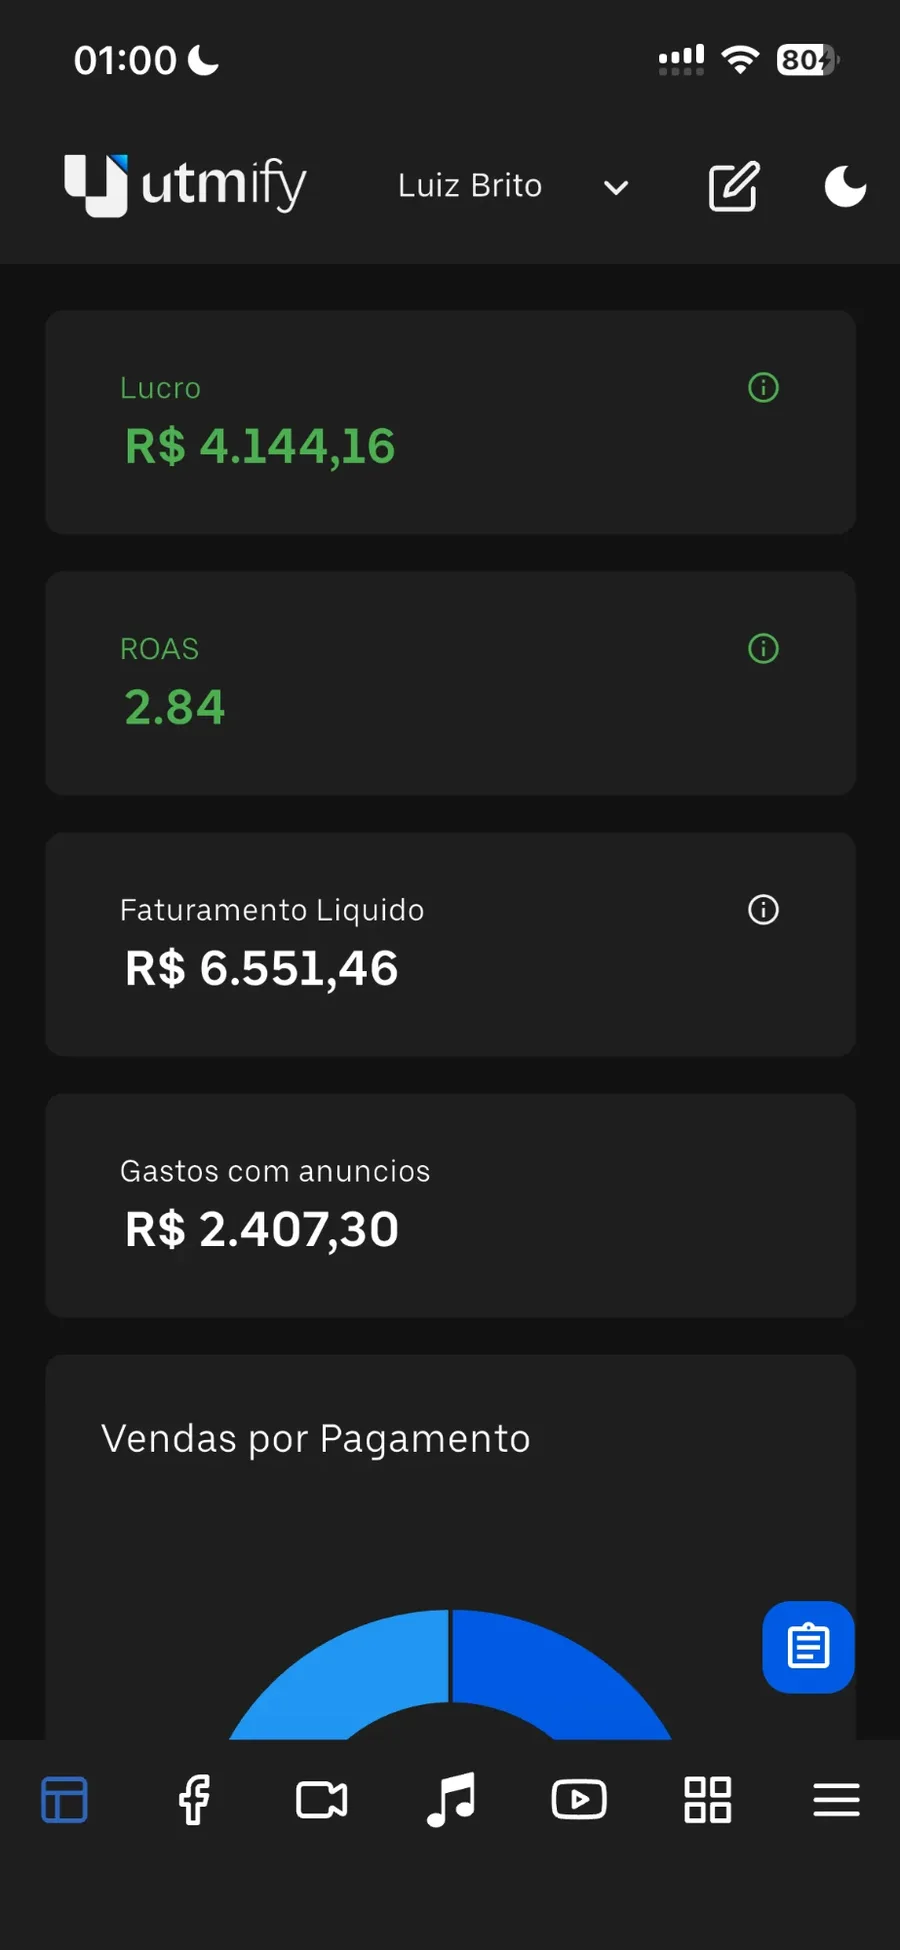 01:00
80
utmify
Luiz Brito
Lucro
R$ 4.144,16
ROAS
2.84
Faturamento Liquido
R$ 6.551,46
Gastos com anuncios
R$ 2.407,30
Vendas por Pagamento